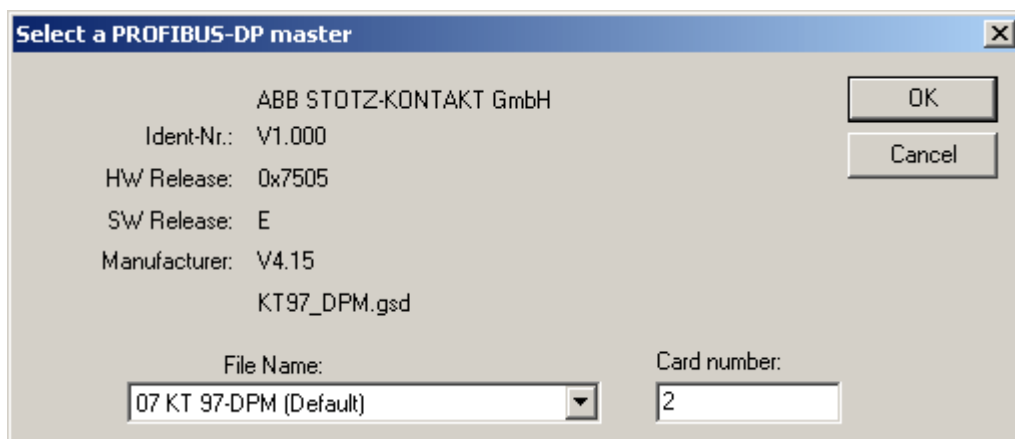 Select a PROFIBUS-DP master
ABB STOTZ-KONTAKT GmbH
OK
Ident-Nr.: V1.000
Cancel
HW Release: 0x7505
SW Release: E
Manufacturer: V4.15
KT97_DPM.gsd
File Name: Card number:
07 KT 97-DPM (Default) 2